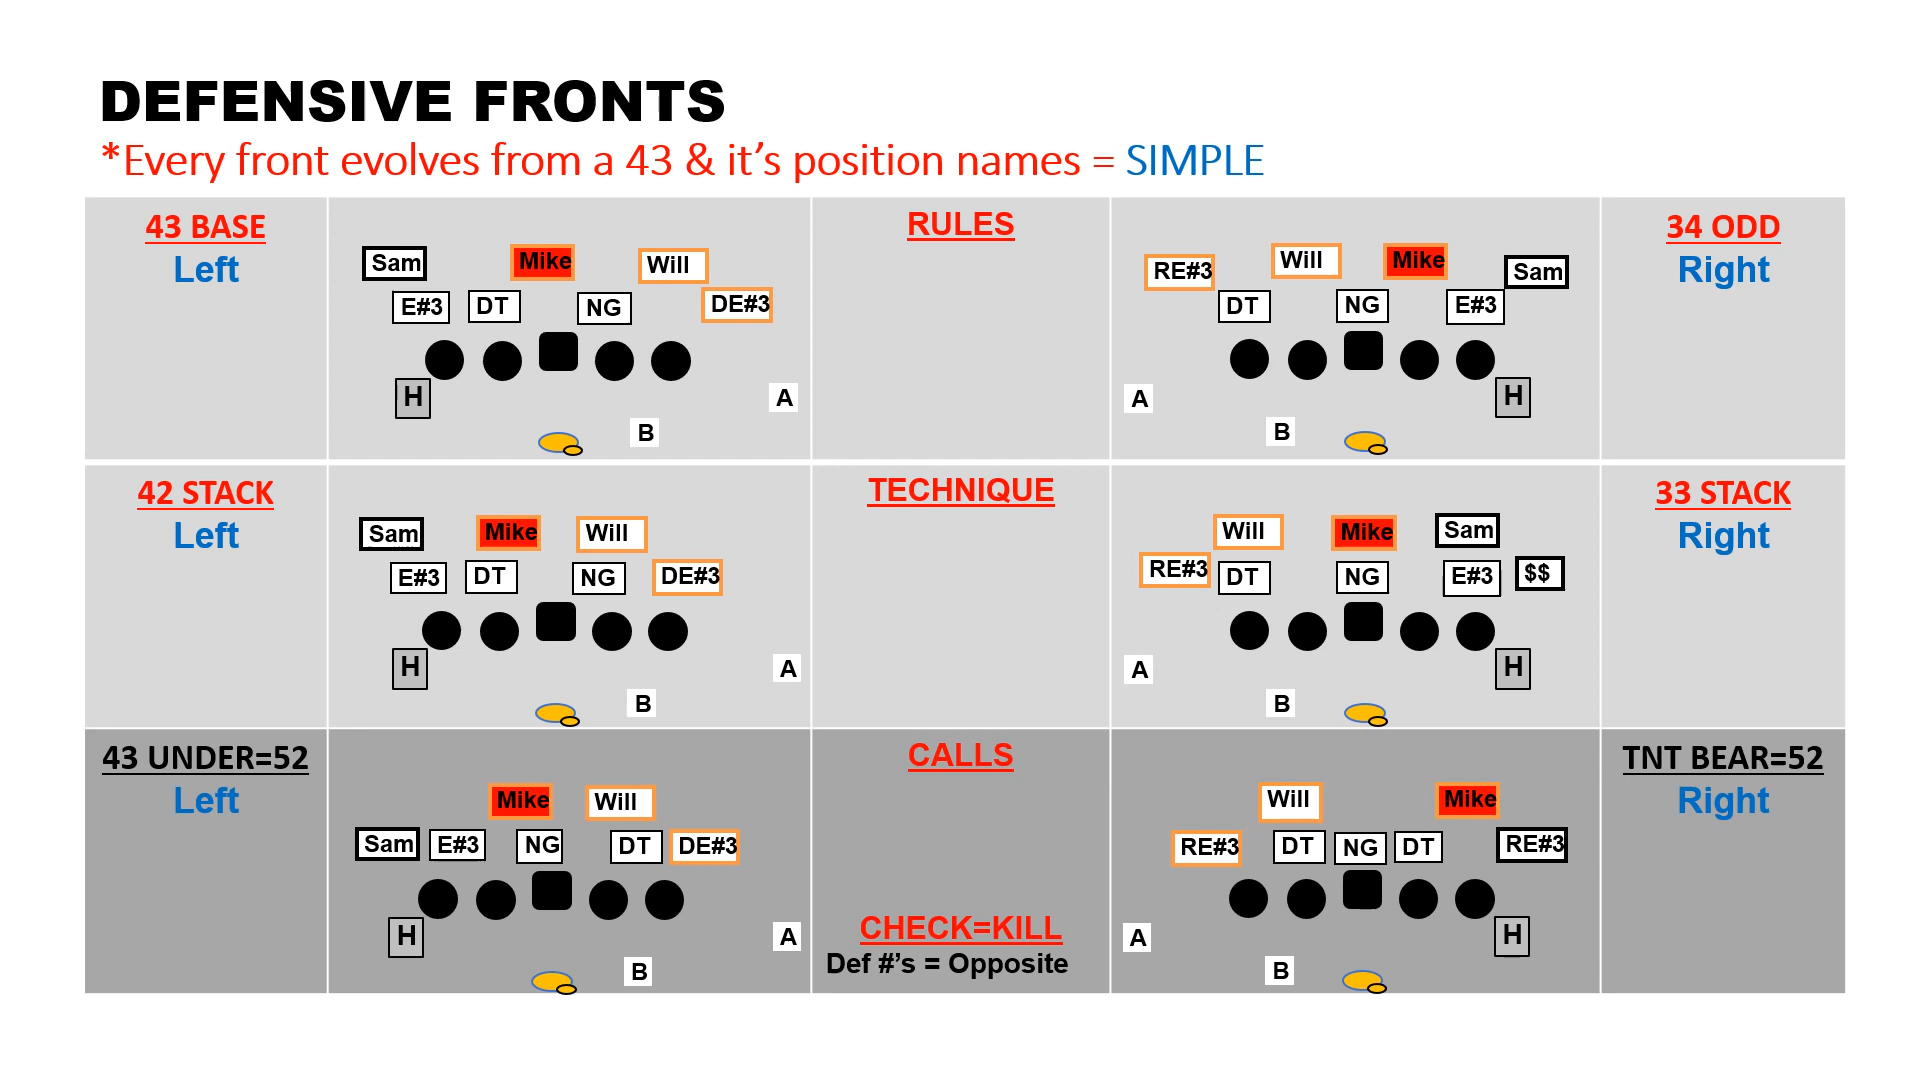 DEFENSIVE FRONTS
*Every front evolves from a 43 & it's position names = SIMPLE
43 BASE
Left
Sam
Mike
Will
E#3
DT
NG
DE#3
H
A
B
RULES
RE#3
Will
Mike
Sam
DT
NG
E#3
A
H
B
34 ODD
Right
42 STACK
Left
Sam
Mike
Will
E#3
DT
NG
DE#3
H
A
B
TECHNIQUE
Will
Mike
Sam
RE#3
DT
NG
E#3
$$
A
H
B
33 STACK
Right
43 UNDER=52
Left
Mike
Will
Sam
E#3
NG
DT
DE#3
H
A
B
CALLS
CHECK=KILL
Def #'s = Opposite
Will
Mike
RE#3
DT
NG
DT
RE#3
A
H
B
TNT BEAR=52
Right